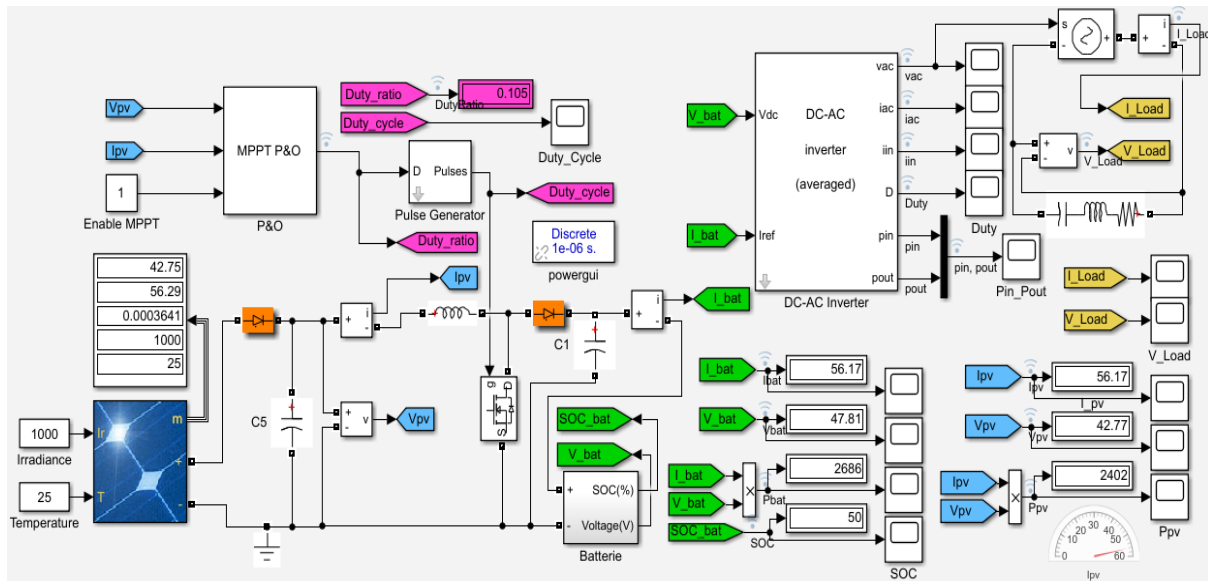 Vpv
Ipv
1
Enable MPPT
MPPT P&O
P&O
Duty_ratio
DutyRatio
0.105
Duty_cycle
Duty_Cycle
D
Pulses
Pulse Generator
Duty_cycle
Duty_ratio
Discrete
1e-06 s.
powergui
V_bat
I_bat
Vdc
Iref
DC-AC
inverter
(averaged)
DC-AC Inverter
vac
iac
iin
D
pin
pout
vac
iac
iin
Duty
pin
pout
Duty
pin, pout
Pin_Pout
s
-
+
+
-
i
I_Load
I_Load
+
-
v
V_Load
V_Load
I_Load
V_Load
V_Load
42.75
56.29
0.0003641
1000
25
1000
Irradiance
25
Temperature
Ir
T
m
+
-
C5
+
i
-
Ipv
+
-
v
Vpv
C1
g
D
S
+
i
-
I_bat
SOC_bat
V_bat
+
-
SOC(%)
Voltage(V)
Batterie
I_bat
Ibat
56.17
V_bat
Vbat
47.81
I_bat
V_bat
X
Pbat
2686
SOC_bat
SOC
50
SOC
Ipv
Ipv
56.17
I_pv
Vpv
Vpv
42.77
Ipv
Vpv
X
Ppv
2402
Ppv
0
10
20
30
40
50
60
Ipv